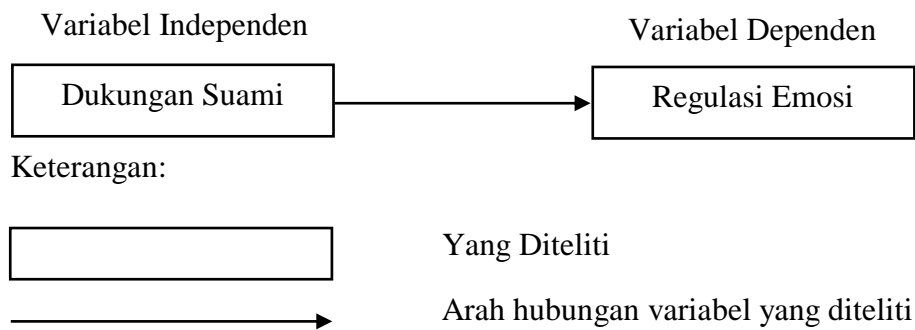 Variabel Independen
Variabel Dependen
Dukungan Suami
Regulasi Emosi
Keterangan:
Yang Diteliti
Arah hubungan variabel yang diteliti